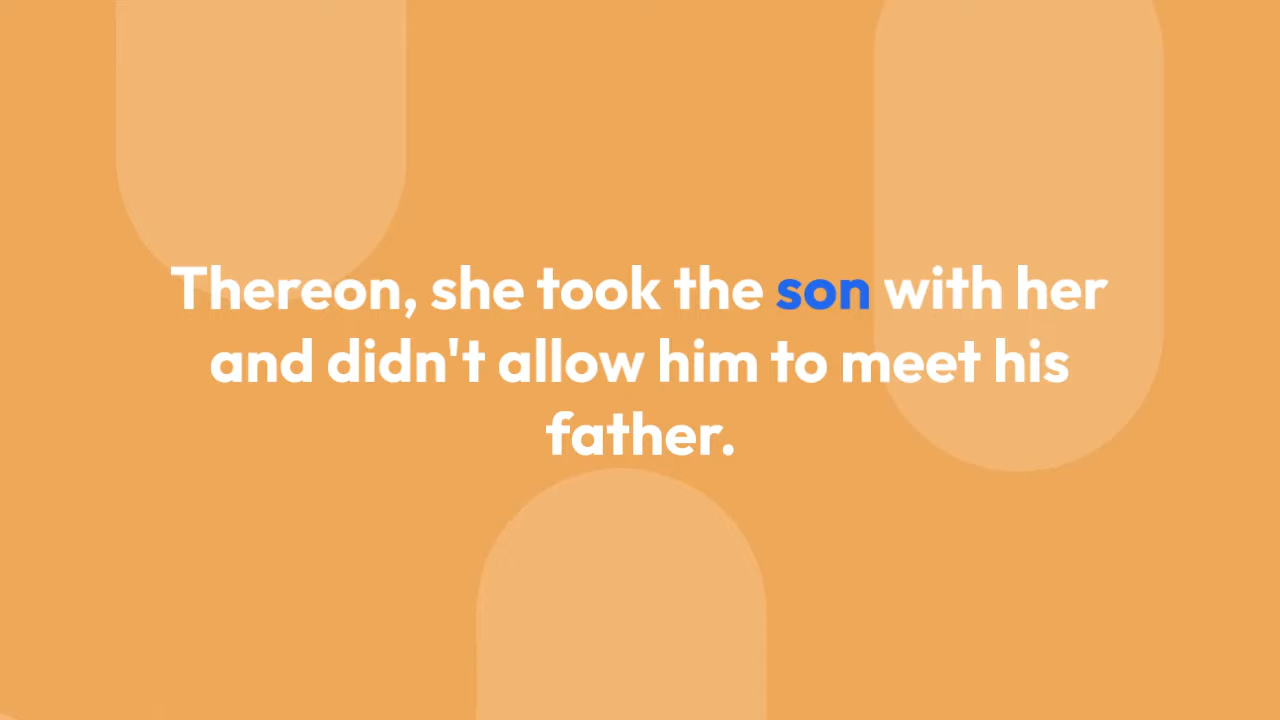 Thereon, she took the son with her
and didn't allow him to meet his
father.